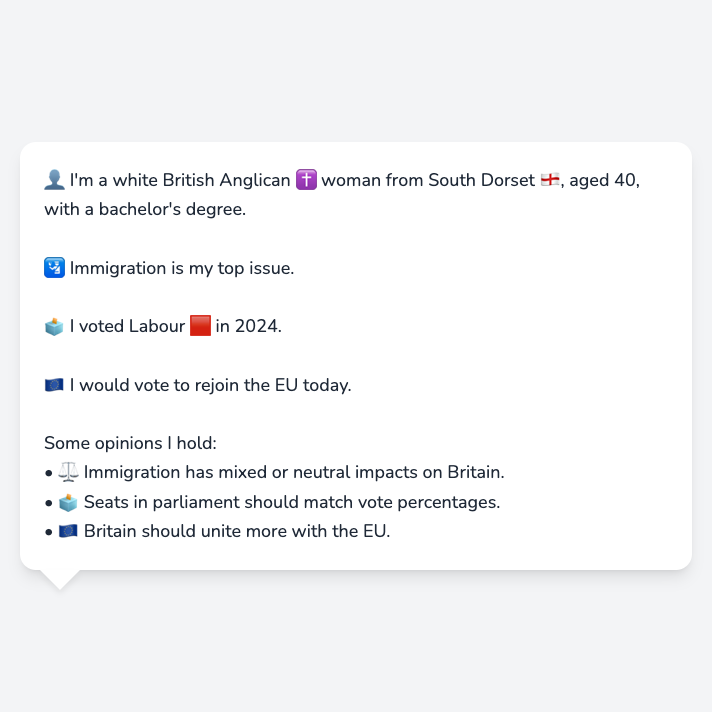 👤 I'm a white British Anglican ✝️ woman from South Dorset 🏴󠁧󠁢󠁥󠁮󠁧󠁿, aged 40,
with a bachelor's degree.
🛂 Immigration is my top issue.
🗳️ I voted Labour 🟥 in 2024.
🇪🇺 I would vote to rejoin the EU today.
Some opinions I hold:
• ⚖️ Immigration has mixed or neutral impacts on Britain.
• 🗳️ Seats in parliament should match vote percentages.
• 🇪🇺 Britain should unite more with the EU.